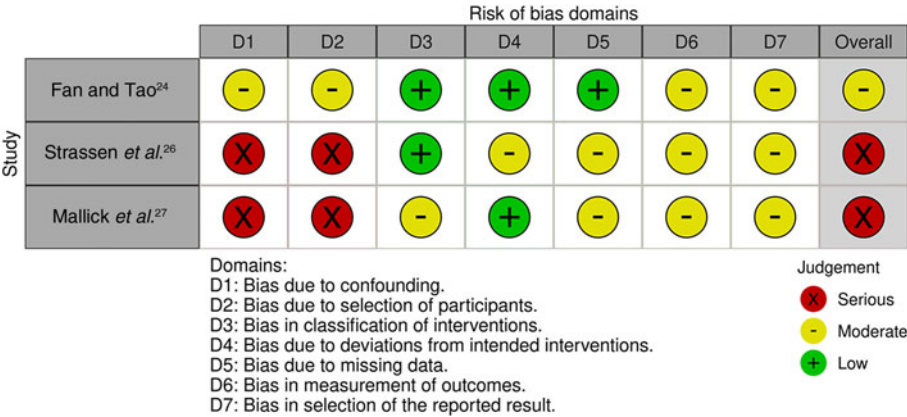 Risk of bias domains
D1 D2 D3 D4 D5 D6 D7 Overall
Study
Fan and Tao²⁴ - - + + + - - -
Strassen et al.²⁶ X X + - - - - X
Mallick et al.²⁷ X X - + - - - X
Domains:
D1: Bias due to confounding.
D2: Bias due to selection of participants.
D3: Bias in classification of interventions.
D4: Bias due to deviations from intended interventions.
D5: Bias due to missing data.
D6: Bias in measurement of outcomes.
D7: Bias in selection of the reported result.
Judgement
X Serious
- Moderate
+ Low